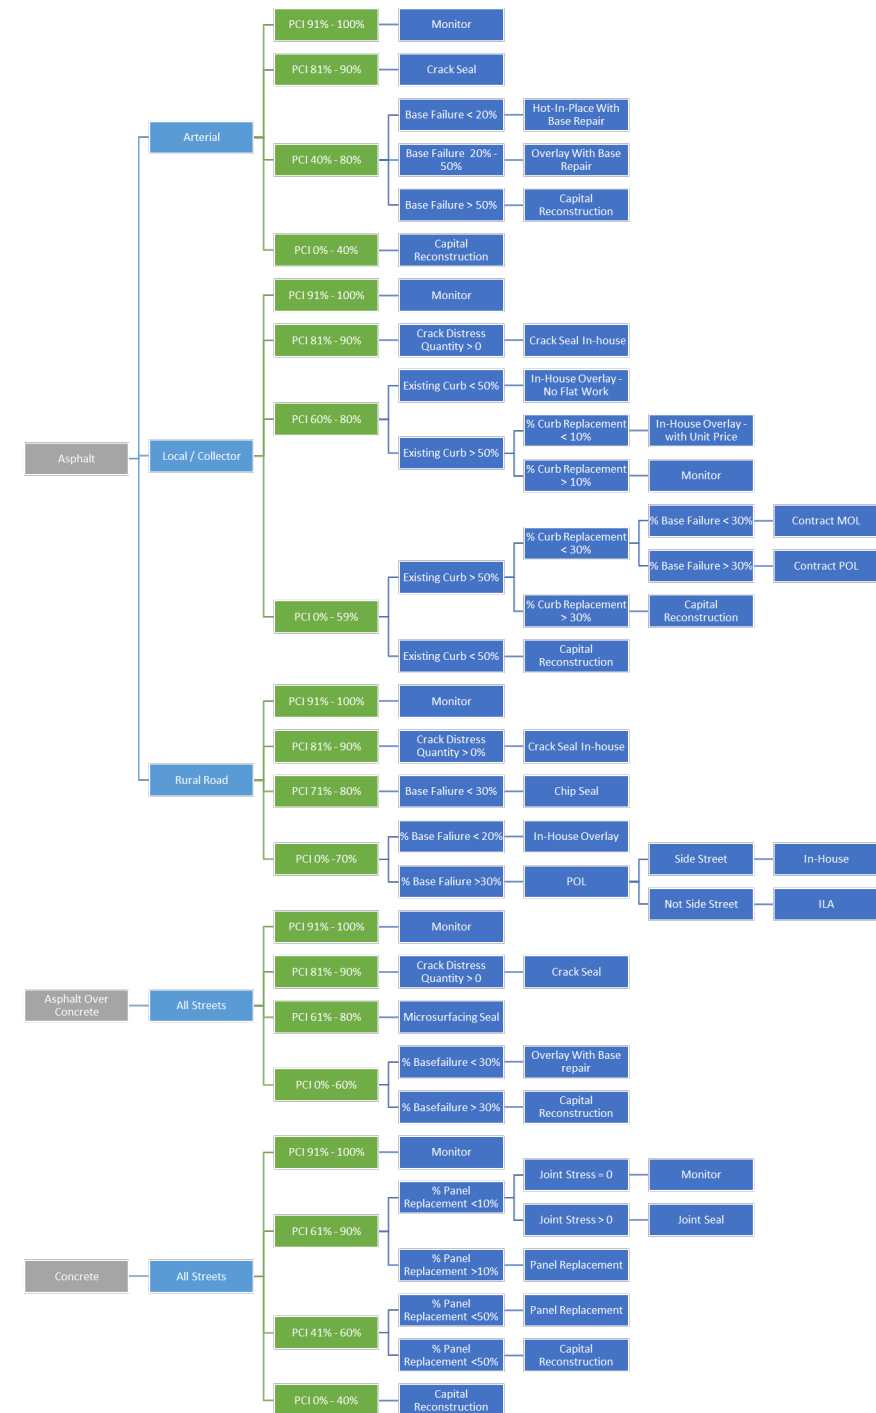 PCI 91% - 100%
Monitor
PCI 81% - 90%
Crack Seal
Arterial
PCI 40% - 80%
Base Failure < 20%
Hot-In-Place With
Base Repair
Base Failure 20% -
50%
Overlay With Base
Repair
Base Failure > 50%
Capital
Reconstruction
PCI 0% - 40%
Capital
Reconstruction
Asphalt
Local / Collector
PCI 91% - 100%
Monitor
PCI 81% - 90%
Crack Distress
Quantity > 0
Crack Seal In-house
PCI 60% - 80%
Existing Curb < 50%
In-House Overlay -
No Flat Work
Existing Curb > 50%
% Curb Replacement
< 10%
In-House Overlay -
with Unit Price
% Curb Replacement
> 10%
Monitor
PCI 0% - 59%
Existing Curb > 50%
% Curb Replacement
< 30%
% Base Failure < 30%
Contract MOL
% Base Failure > 30%
Contract POL
% Curb Replacement
> 30%
Capital
Reconstruction
Existing Curb < 50%
Capital
Reconstruction
Rural Road
PCI 91% - 100%
Monitor
PCI 81% - 90%
Crack Distress
Quantity > 0%
Crack Seal In-house
PCI 71% - 80%
Base Faliure < 30%
Chip Seal
PCI 0% -70%
% Base Faliure < 20%
In-House Overlay
% Base Faliure >30%
POL
Side Street
In-House
Not Side Street
ILA
Asphalt Over
Concrete
All Streets
PCI 91% - 100%
Monitor
PCI 81% - 90%
Crack Distress
Quantity > 0
Crack Seal
PCI 61% - 80%
Microsurfacing Seal
PCI 0% -60%
% Basefailure < 30%
Overlay With Base
repair
% Basefailure > 30%
Capital
Reconstruction
Concrete
All Streets
PCI 91% - 100%
Monitor
PCI 61% - 90%
% Panel
Replacement <10%
Joint Stress = 0
Monitor
Joint Stress > 0
Joint Seal
% Panel
Replacement >10%
Panel Replacement
PCI 41% - 60%
% Panel
Replacement <50%
Panel Replacement
% Panel
Replacement <50%
Capital
Reconstruction
PCI 0% - 40%
Capital
Reconstruction